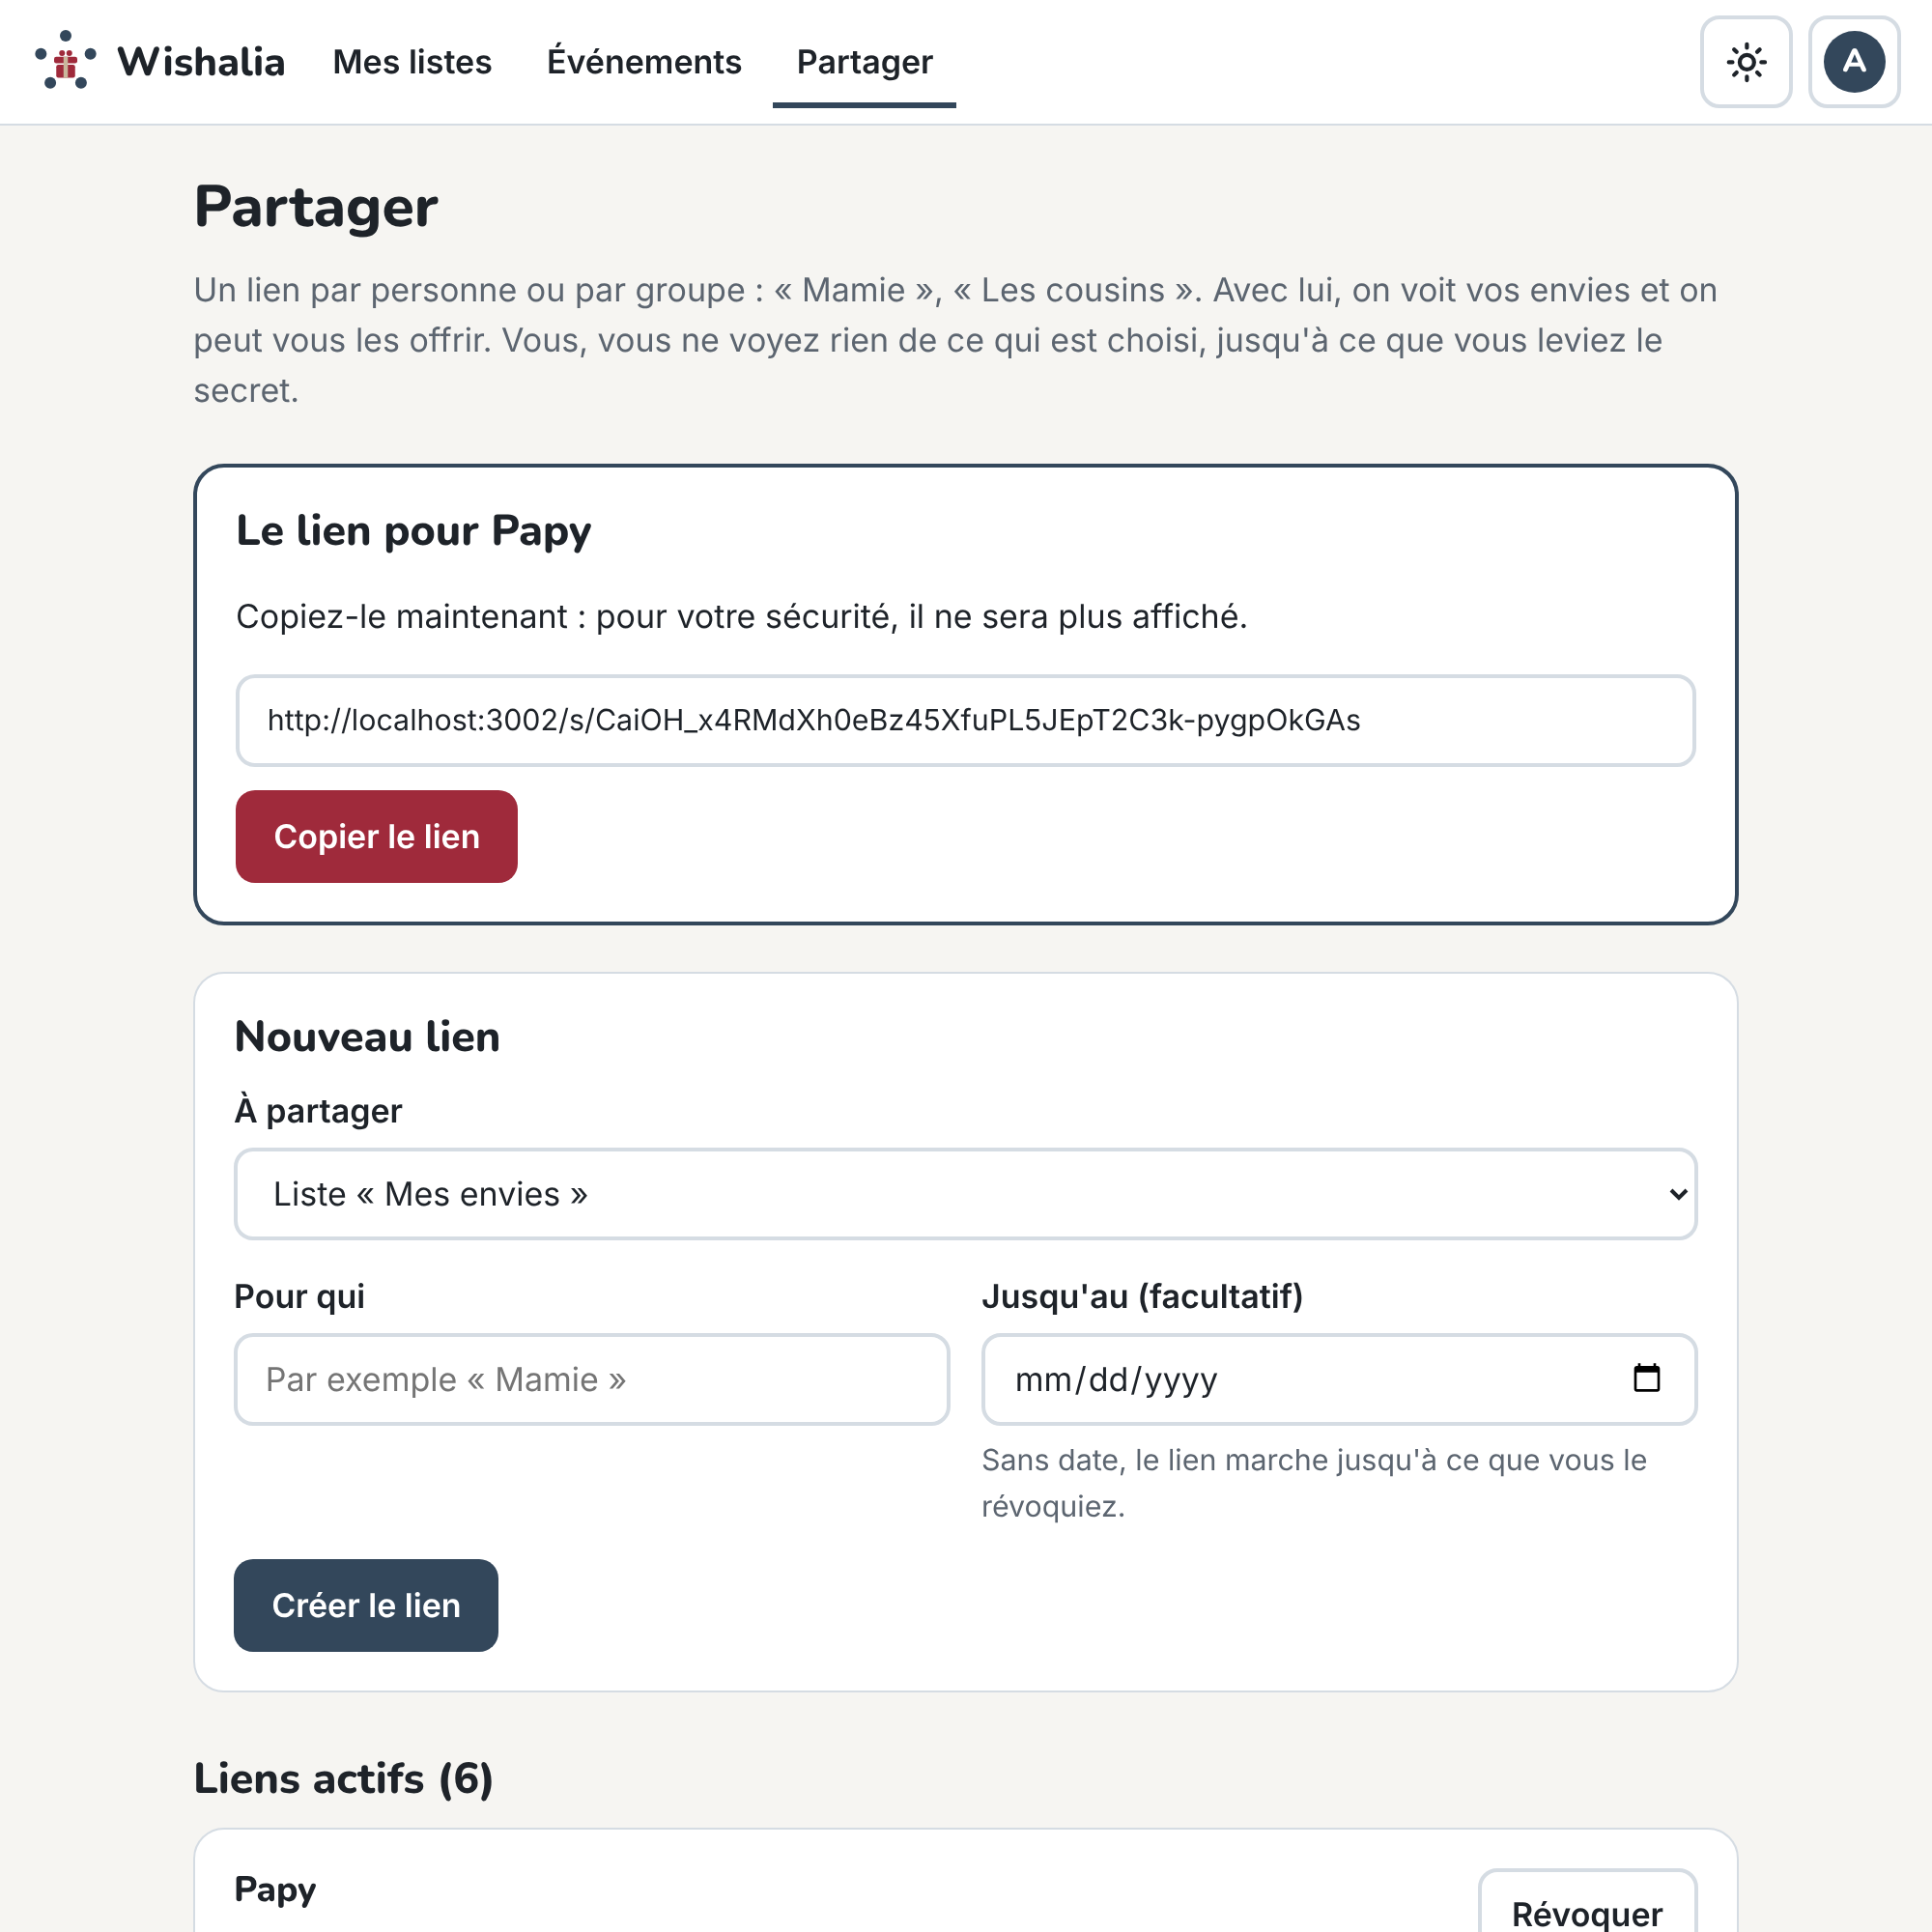 Wishalia Mes listes Événements Partager A
Partager
Un lien par personne ou par groupe : « Mamie », « Les cousins ». Avec lui, on voit vos envies et on
peut vous les offrir. Vous, vous ne voyez rien de ce qui est choisi, jusqu'à ce que vous leviez le
secret.
Le lien pour Papy
Copiez-le maintenant : pour votre sécurité, il ne sera plus affiché.
http://localhost:3002/s/CaiOH_x4RMdXh0eBz45XfuPL5JEpT2C3k-pygpOkGAs
Copier le lien
Nouveau lien
À partager
Liste « Mes envies »
Pour qui
Par exemple « Mamie »
Jusqu'au (facultatif)
mm/dd/yyyy
Sans date, le lien marche jusqu'à ce que vous le
révoquiez.
Créer le lien
Liens actifs (6)
Papy
Révoquer